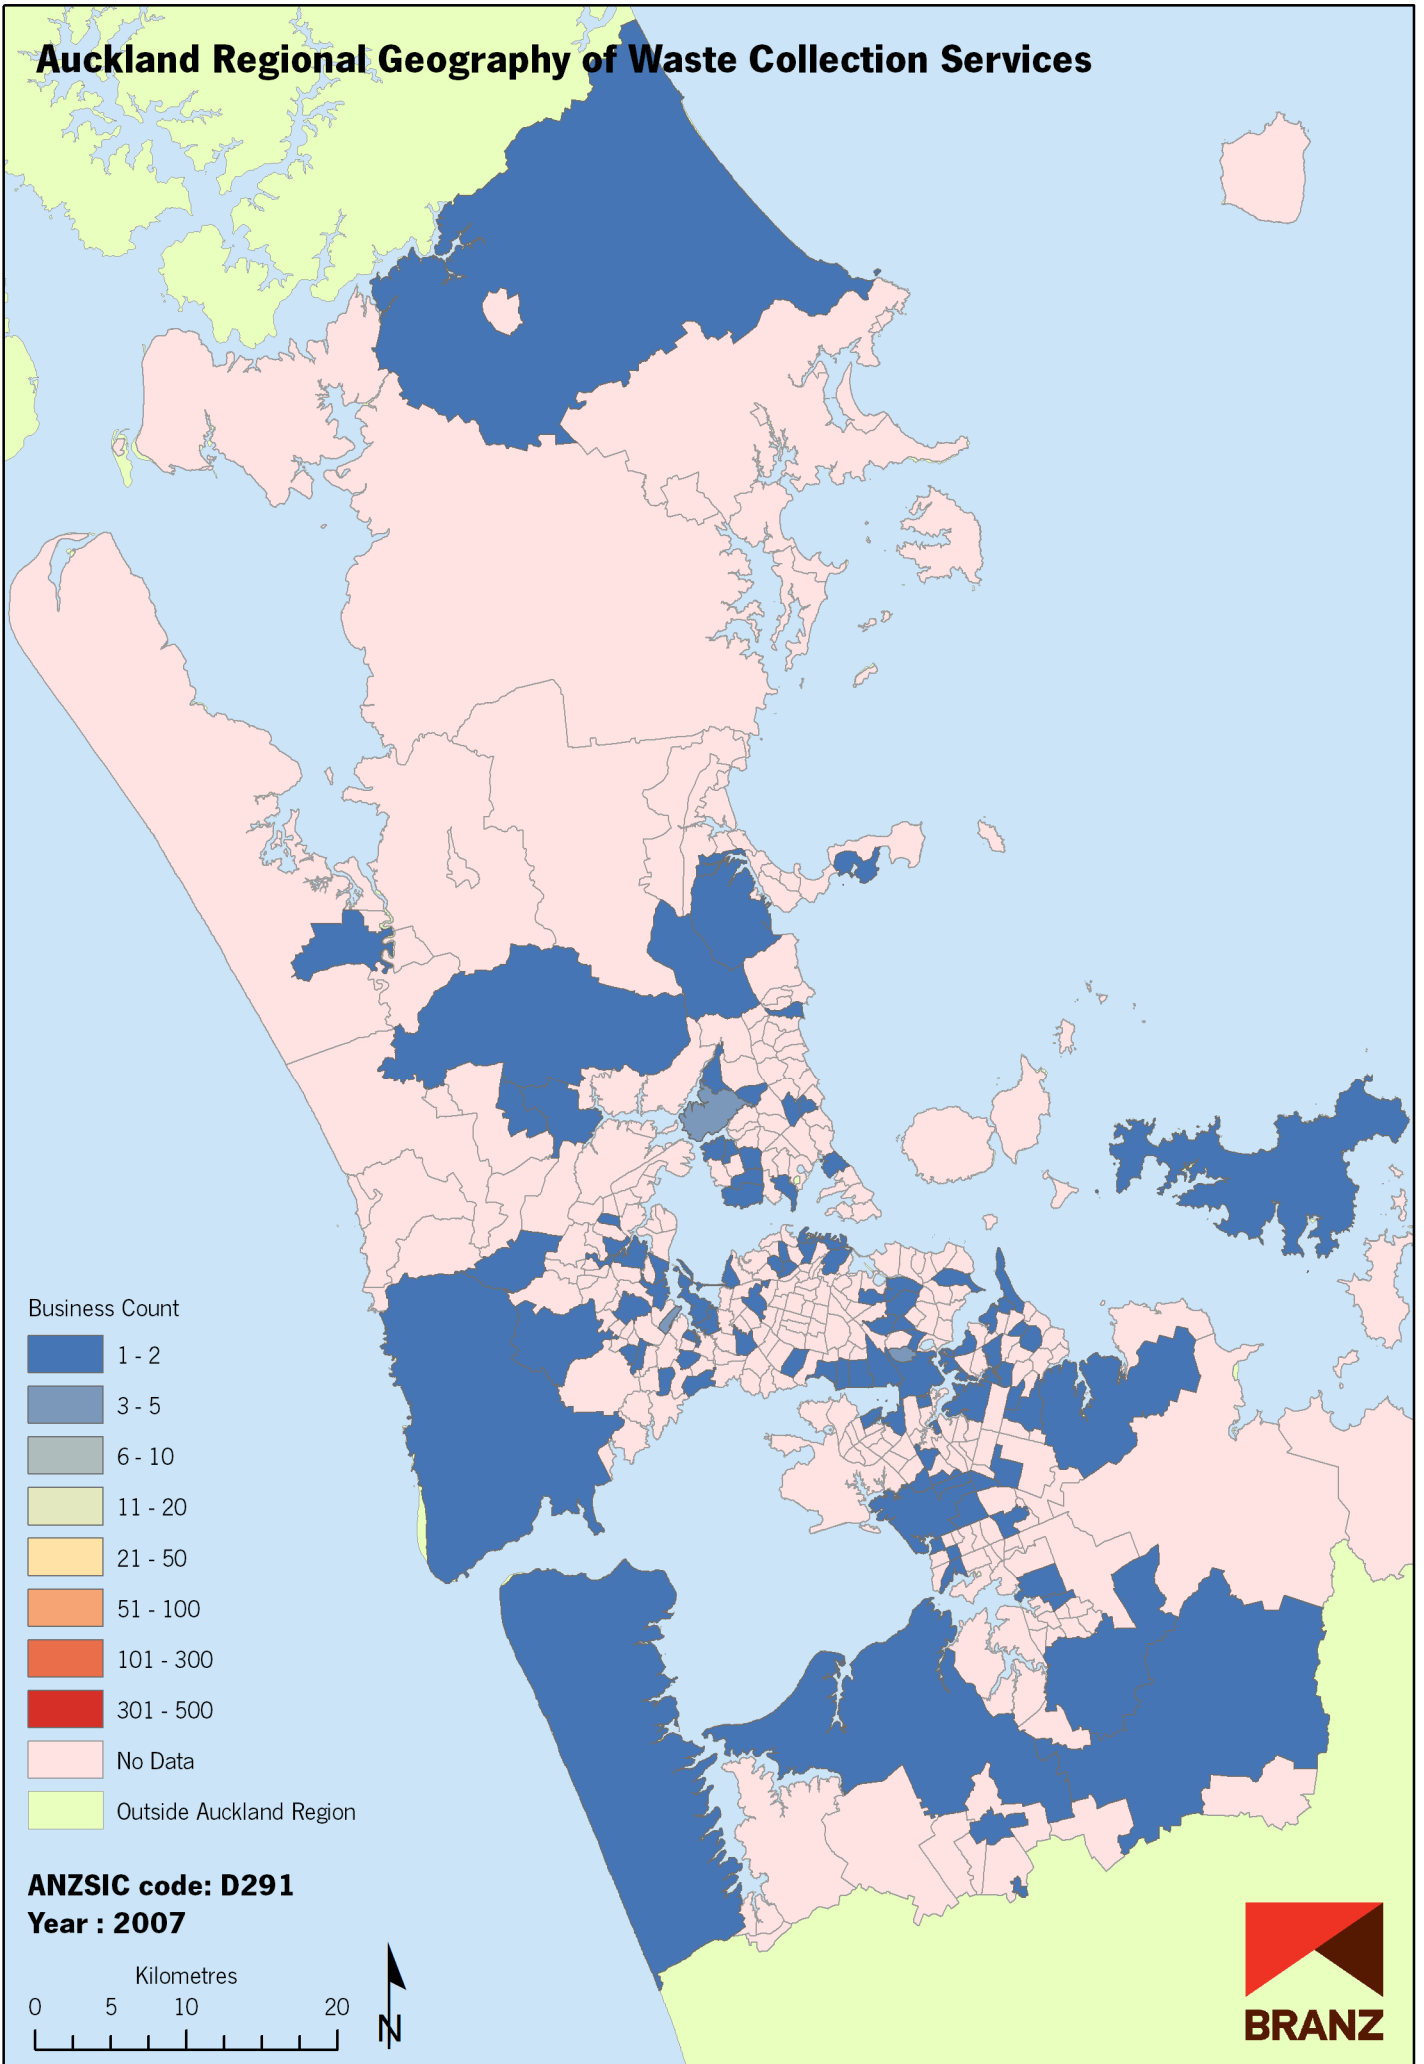 Auckland Regional Geography of Waste Collection Services
Business Count
1 - 2
3 - 5
6 - 10
11 - 20
21 - 50
51 - 100
101 - 300
301 - 500
No Data
Outside Auckland Region
ANZSIC code: D291
Year : 2007
Kilometres
0 5 10 20
N
BRANZ